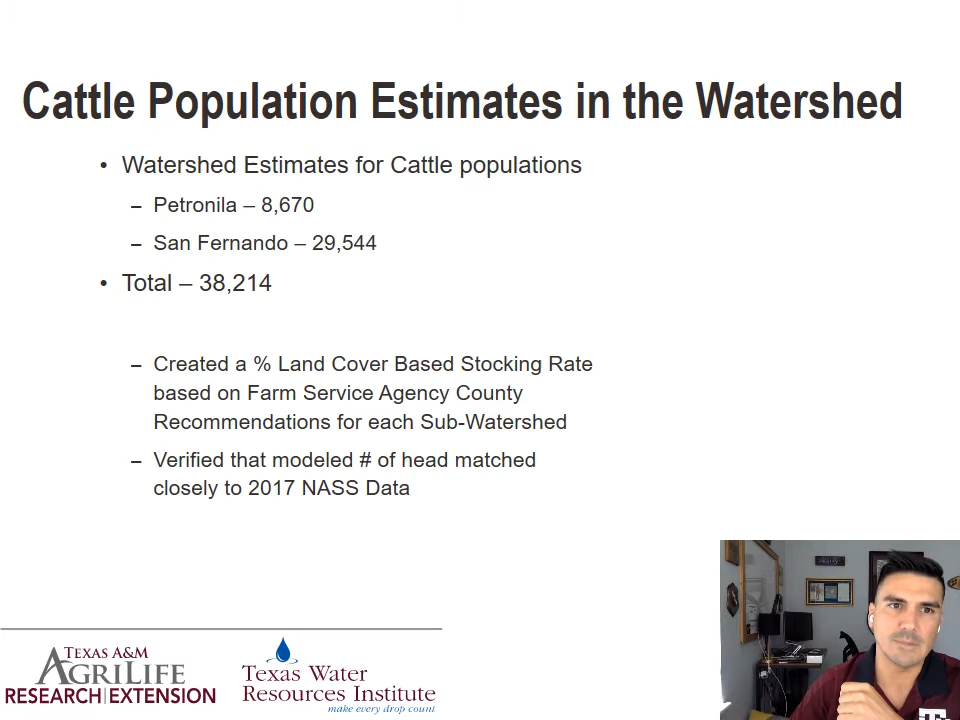 Cattle Population Estimates in the Watershed
• Watershed Estimates for Cattle populations
– Petronila – 8,670
– San Fernando – 29,544
• Total – 38,214
– Created a % Land Cover Based Stocking Rate
based on Farm Service Agency County
Recommendations for each Sub-Watershed
– Verified that modeled # of head matched
closely to 2017 NASS Data
TEXAS A&M
AGRILIFE
RESEARCH | EXTENSION
Texas Water
Resources Institute
make every drop count